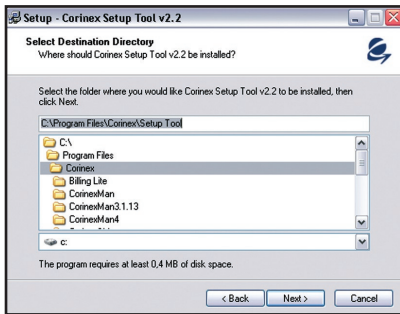 Setup - Corinex Setup Tool v2.2
Select Destination Directory
Where should Corinex Setup Tool v2.2 be installed?
Select the folder where you would like Corinex Setup Tool v2.2 to be installed, then
click Next.
C:\Program Files\Corinex\Setup Tool
C:\
Program Files
Corinex
Billing Lite
CorinexMan
CorinexMan3.1.13
CorinexMan4
c:
The program requires at least 0,4 MB of disk space.
< Back
Next >
Cancel